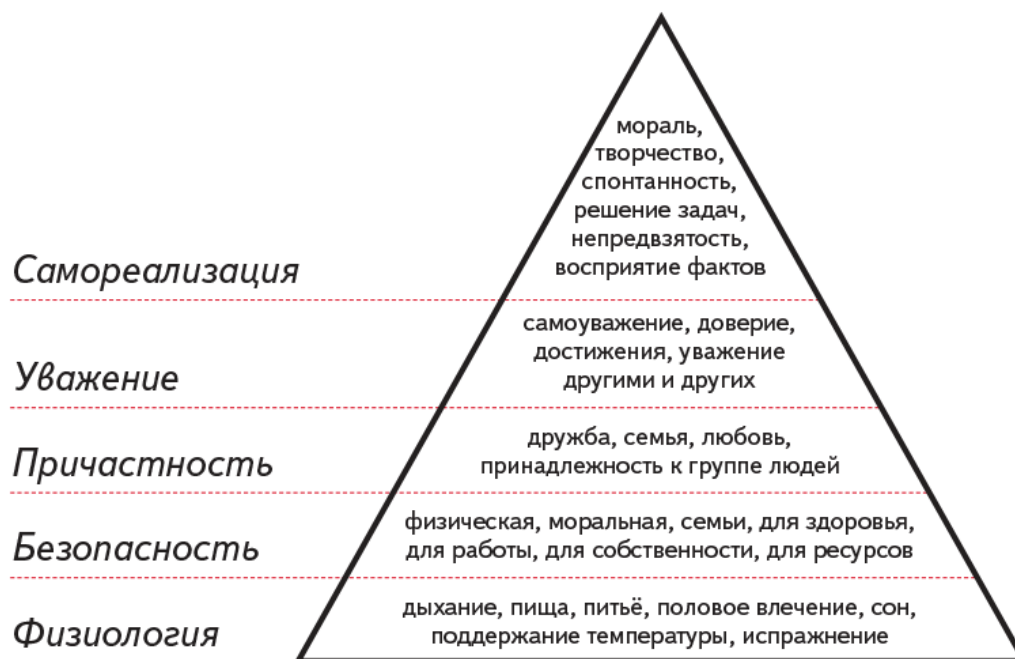 мораль,
творчество,
спонтанность,
решение задач,
непредвзятость,
восприятие фактов
Самореализация
самоуважение, доверие,
достижения, уважение
другими и других
Уважение
дружба, семья, любовь,
принадлежность к группе людей
Причастность
физическая, моральная, семьи, для здоровья,
для работы, для собственности, для ресурсов
Безопасность
дыхание, пища, питьё, половое влечение, сон,
поддержание температуры, испражнение
Физиология